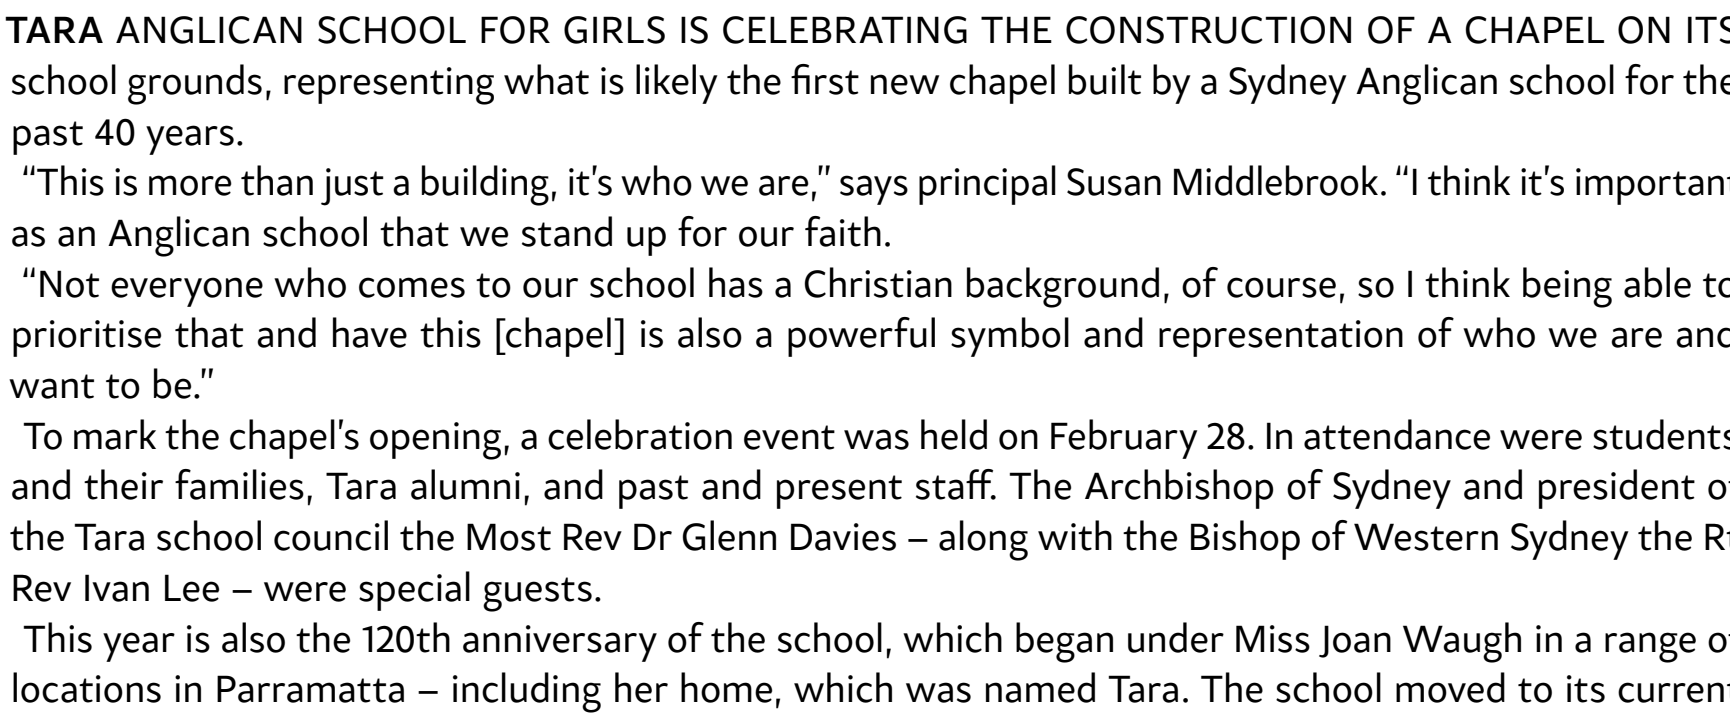 TARA ANGLICAN SCHOOL FOR GIRLS IS CELEBRATING THE CONSTRUCTION OF A CHAPEL ON ITS
school grounds, representing what is likely the first new chapel built by a Sydney Anglican school for the
past 40 years.
“This is more than just a building, it’s who we are,” says principal Susan Middlebrook. “I think it’s important
as an Anglican school that we stand up for our faith.
“Not everyone who comes to our school has a Christian background, of course, so I think being able to
prioritise that and have this [chapel] is also a powerful symbol and representation of who we are and
want to be.”
To mark the chapel’s opening, a celebration event was held on February 28. In attendance were students
and their families, Tara alumni, and past and present staff. The Archbishop of Sydney and president of
the Tara school council the Most Rev Dr Glenn Davies – along with the Bishop of Western Sydney the Rt
Rev Ivan Lee – were special guests.
This year is also the 120th anniversary of the school, which began under Miss Joan Waugh in a range of
locations in Parramatta – including her home, which was named Tara. The school moved to its current